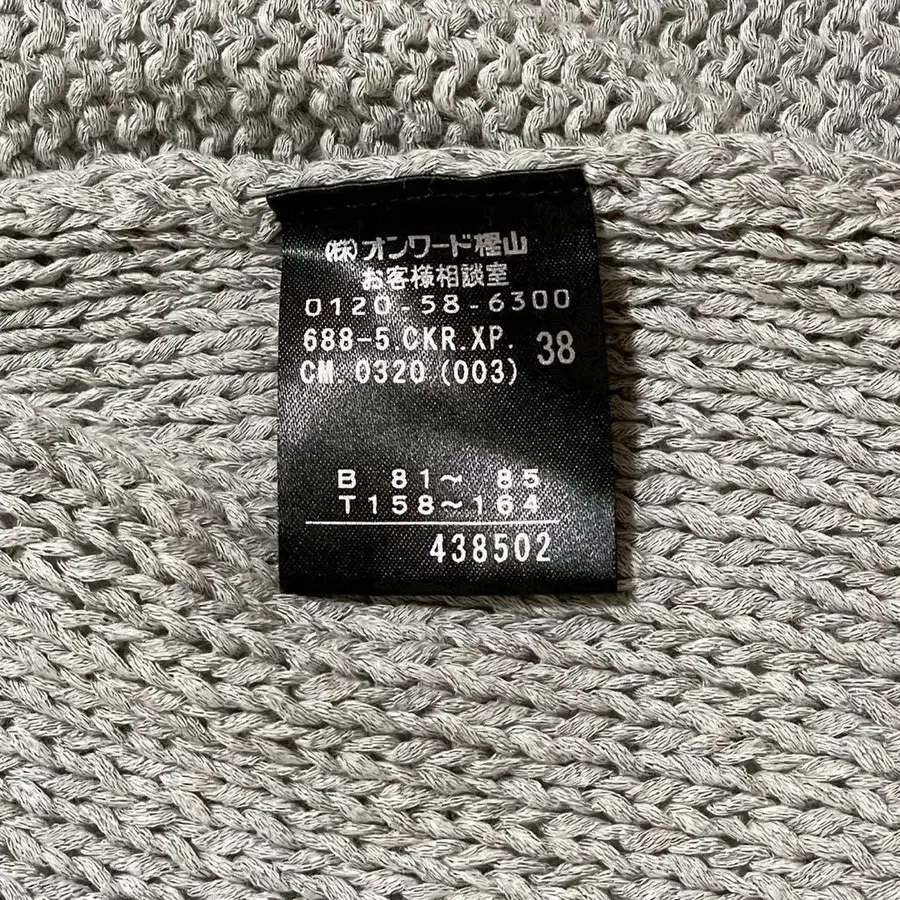 (株)オンワード樫山
お客様相談室
0120-58-6300
688-5.CKR.XP.
CM. 0320(003)
38
B 81～ 85
T158～164
438502